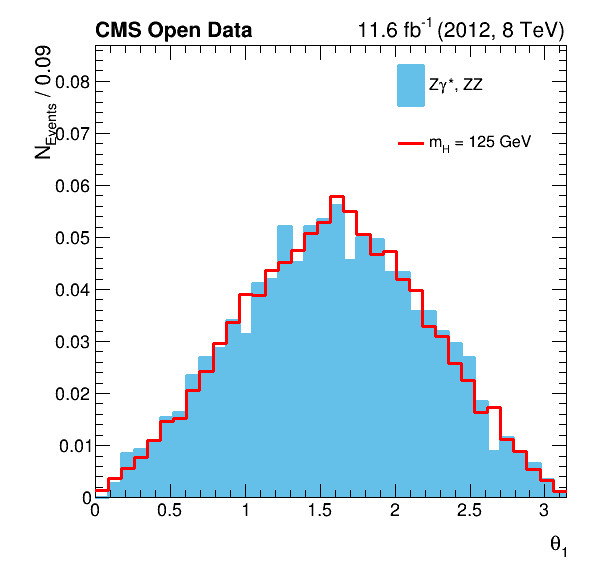 CMS Open Data 11.6 fb⁻¹ (2012, 8 TeV)
N_Events / 0.09
Zγ*, ZZ
m_H = 125 GeV
0.08
0.07
0.06
0.05
0.04
0.03
0.02
0.01
0
0 0.5 1 1.5 2 2.5 3
θ₁